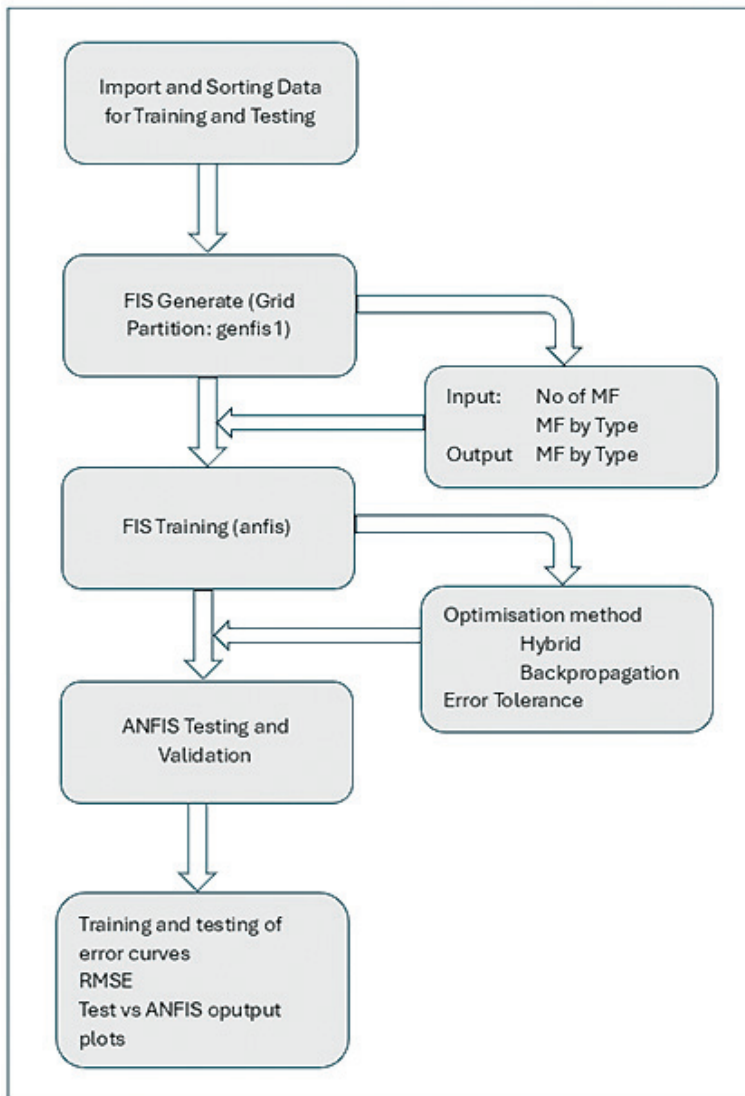 Import and Sorting Data
for Training and Testing
FIS Generate (Grid
Partition: genfis1)
Input: No of MF
MF by Type
Output MF by Type
FIS Training (anfis)
Optimisation method
Hybrid
Backpropagation
Error Tolerance
ANFIS Testing and
Validation
Training and testing of
error curves
RMSE
Test vs ANFIS oputput
plots